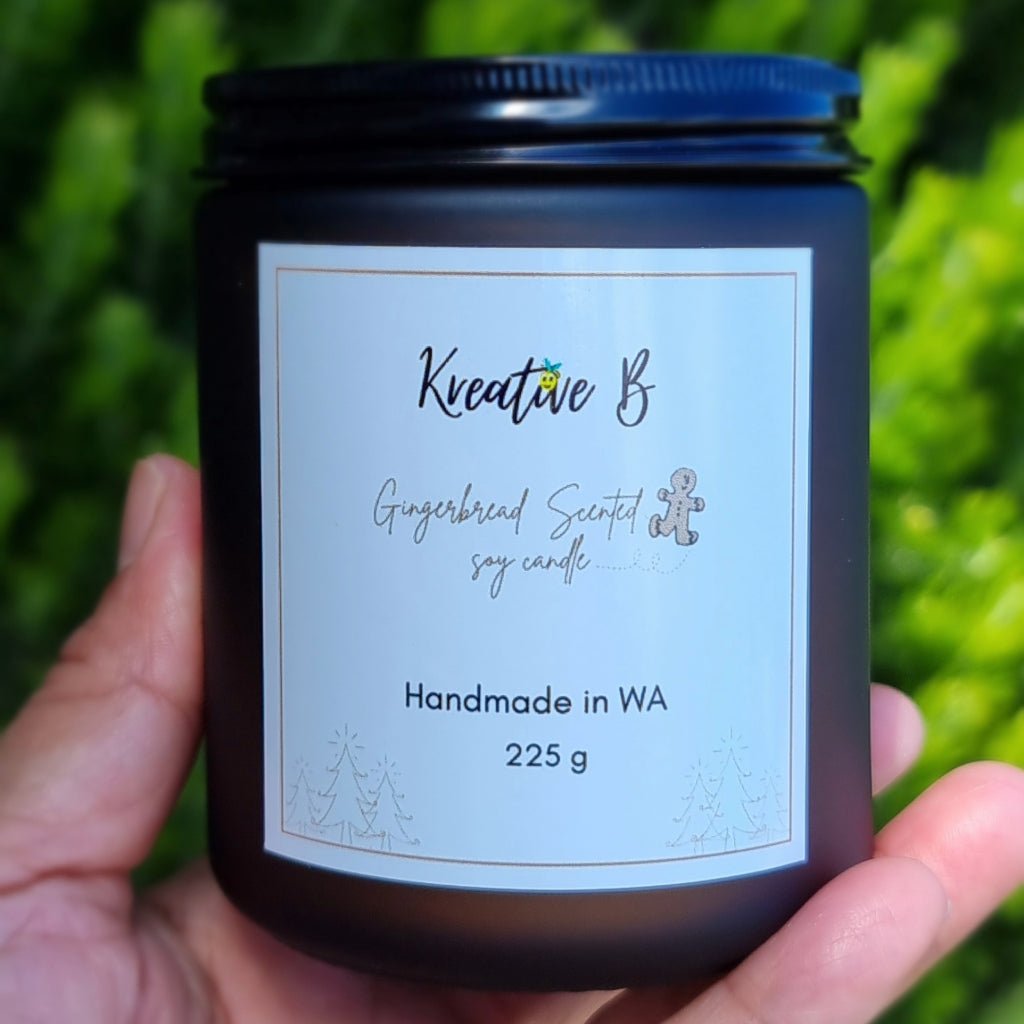 Kreative B
Gingerbread Scented
soy candle
Handmade in WA
225 g